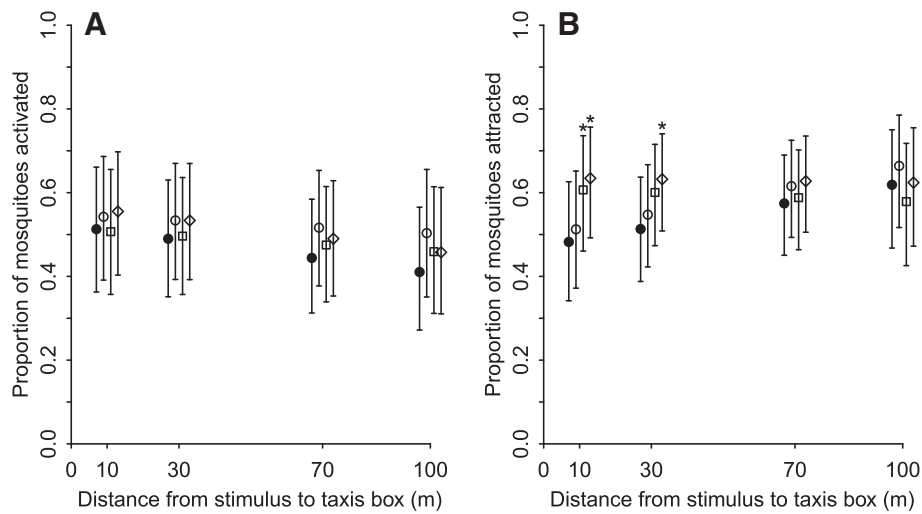 A
B
Proportion of mosquitoes activated
1.0
0.8
0.6
0.4
0.2
0.0
0 10 30 70 100
Distance from stimulus to taxis box (m)
Proportion of mosquitoes attracted
1.0
0.8
0.6
0.4
0.2
0.0
* * *
0 10 30 70 100
Distance from stimulus to taxis box (m)